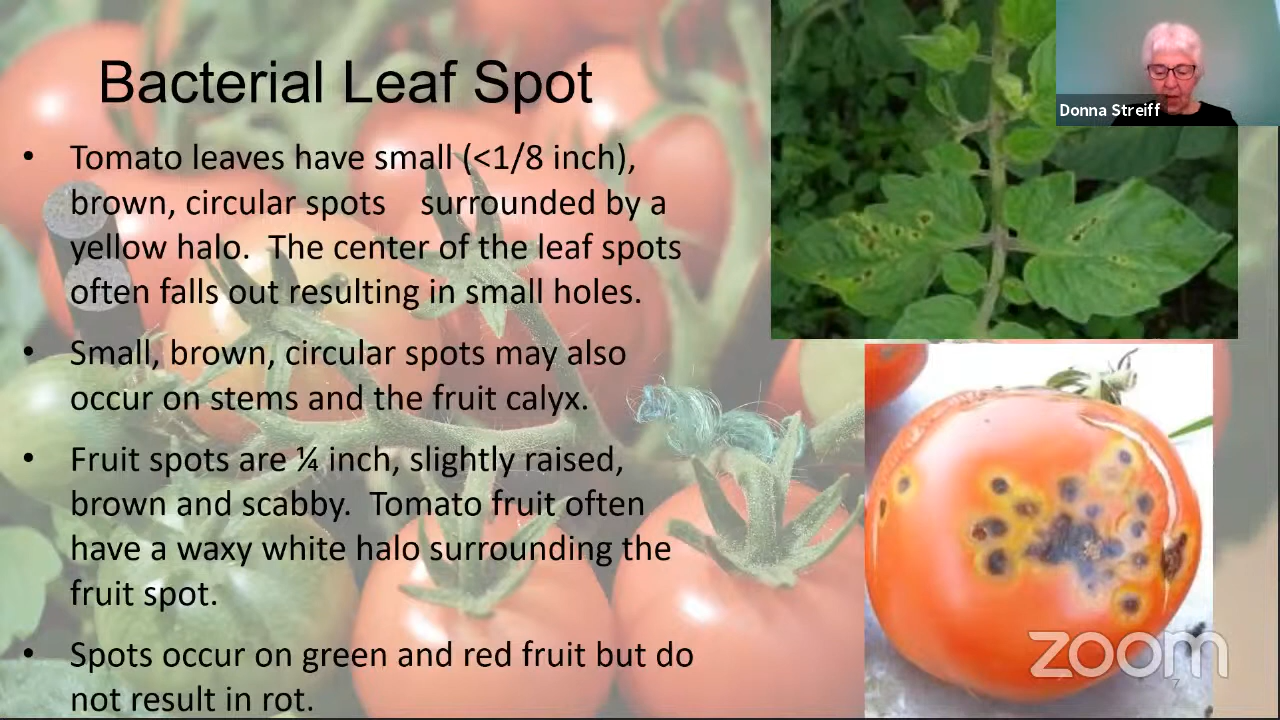 Bacterial Leaf Spot
Donna Streiff
• Tomato leaves have small (<1/8 inch),
brown, circular spots surrounded by a
yellow halo. The center of the leaf spots
often falls out resulting in small holes.
• Small, brown, circular spots may also
occur on stems and the fruit calyx.
• Fruit spots are ¼ inch, slightly raised,
brown and scabby. Tomato fruit often
have a waxy white halo surrounding the
fruit spot.
• Spots occur on green and red fruit but do
not result in rot.
zoom
7